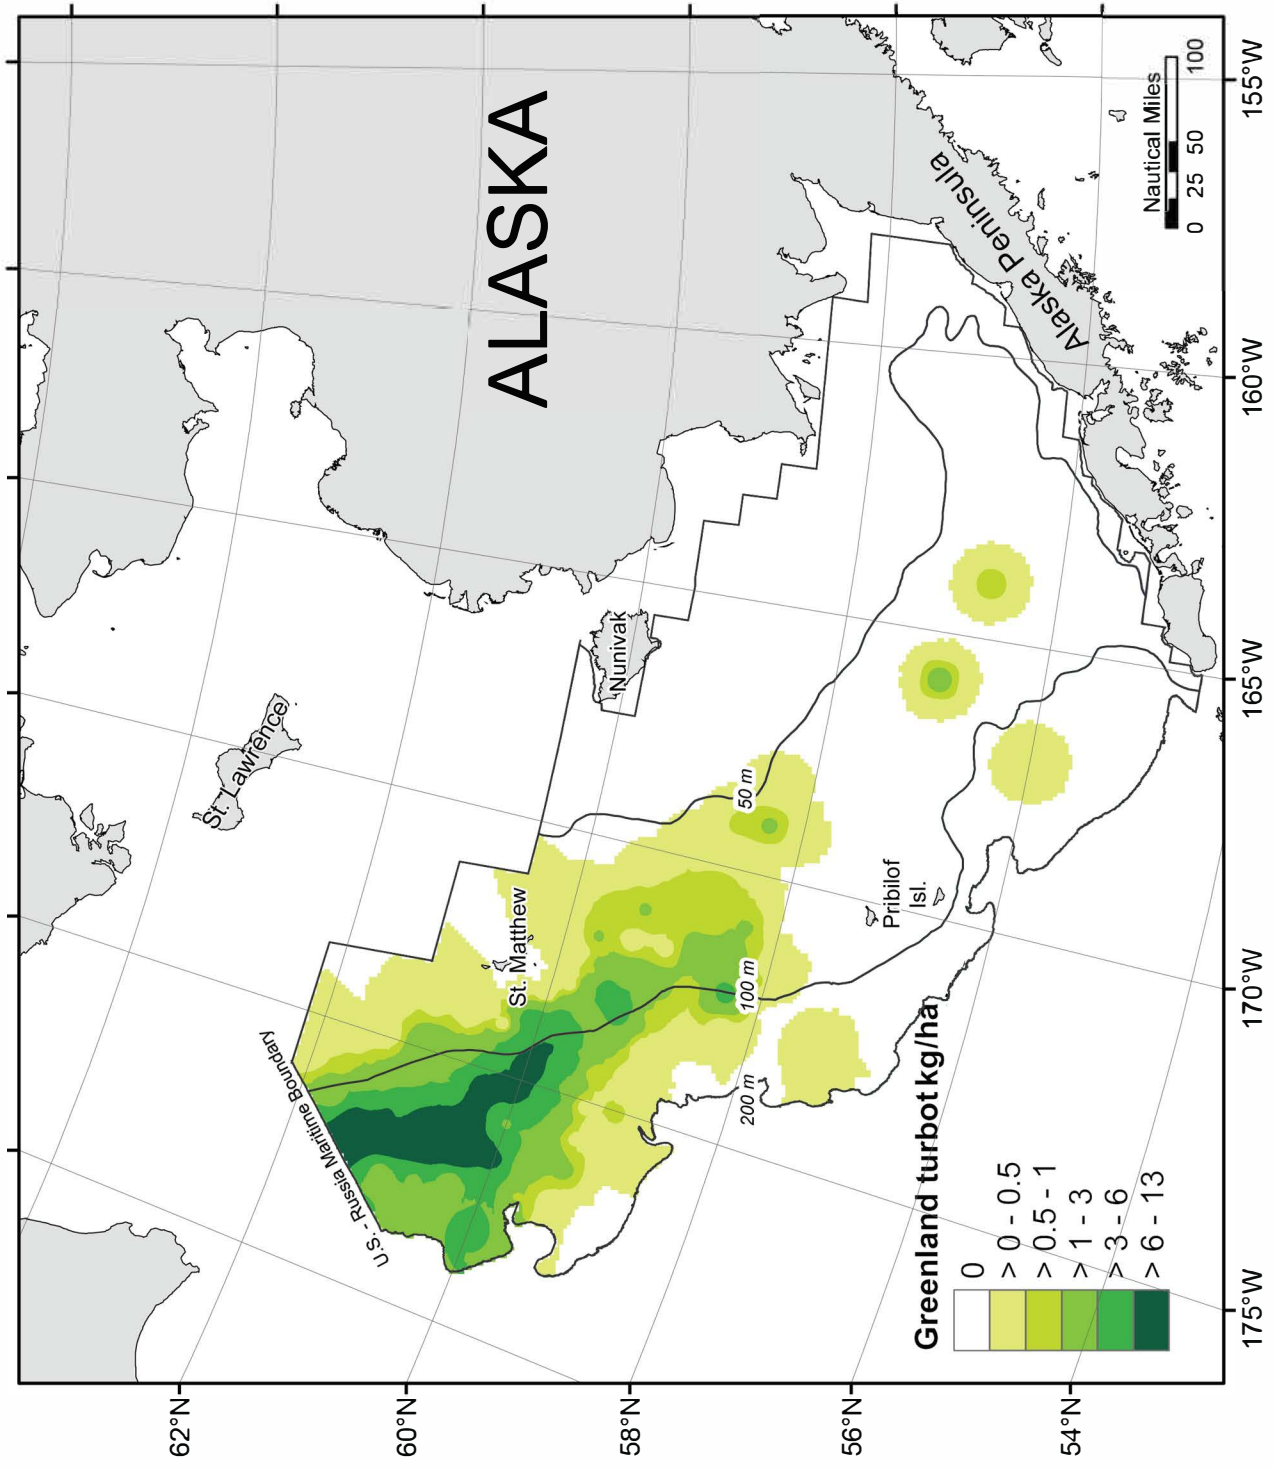 ALASKA
St. Lawrence
Nunivak
St. Matthew
U.S. - Russia Maritime Boundary
50 m
100 m
200 m
Pribilof
Isl.
Alaska Peninsula
Greenland turbot kg/ha
0
> 0 - 0.5
> 0.5 - 1
> 1 - 3
> 3 - 6
> 6 - 13
Nautical Miles
0 25 50 100
62°N
60°N
58°N
56°N
54°N
175°W
170°W
165°W
160°W
155°W